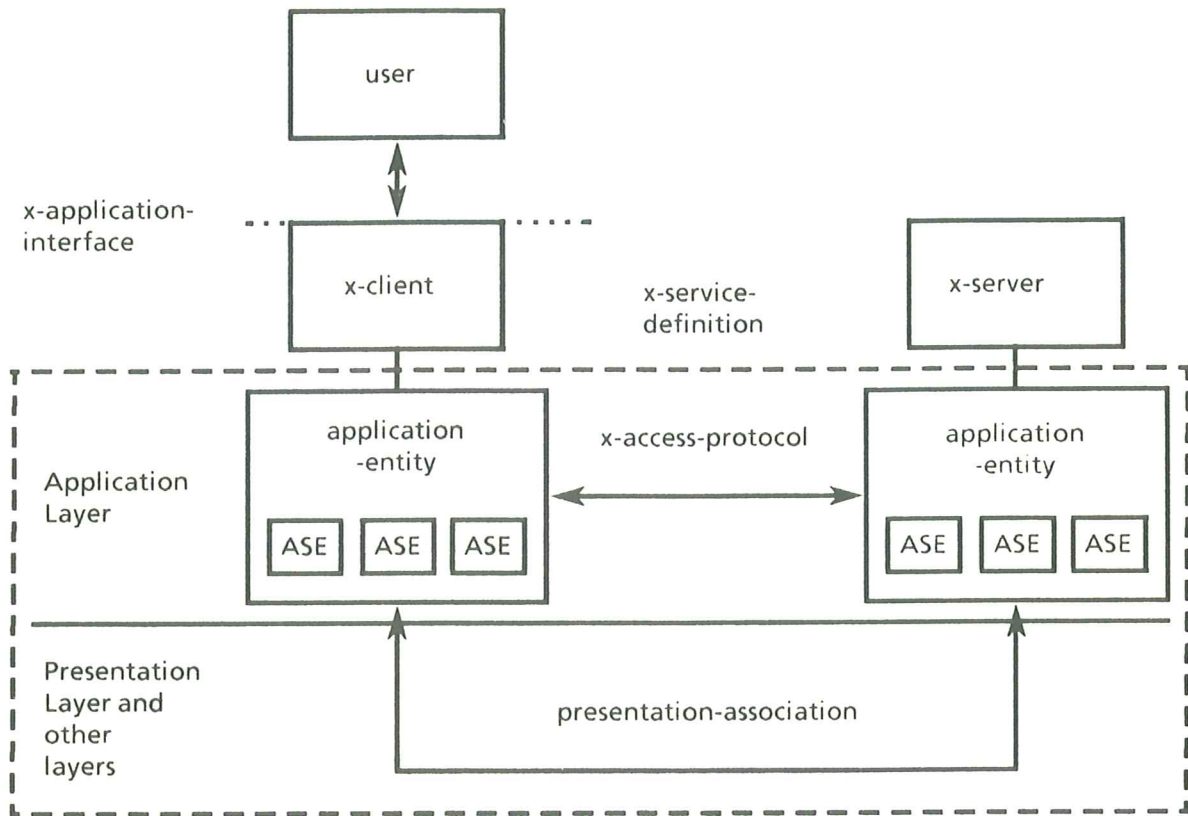 user
x-application-
interface
x-client
x-service-
definition
x-server
application
-entity
x-access-protocol
application
-entity
Application
Layer
ASE
ASE
ASE
ASE
ASE
ASE
Presentation
Layer and
other
layers
presentation-association